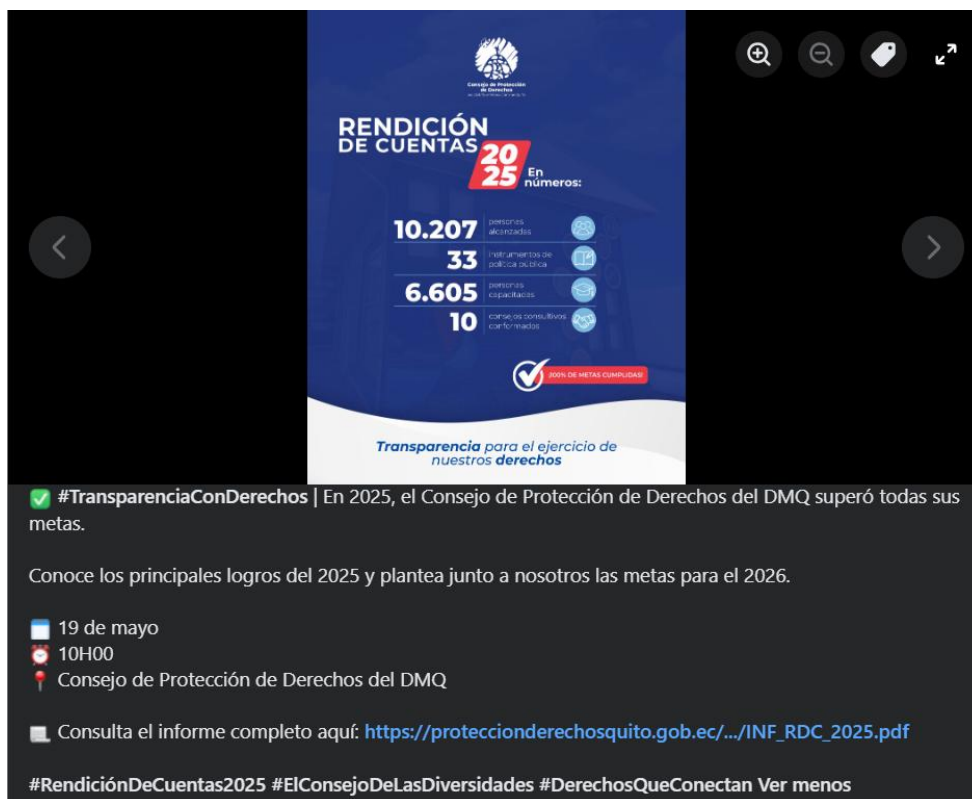 Consejo de Protección
de Derechos
RENDICIÓN
DE CUENTAS
20
25
En
números:
10.207 personas
alcanzadas
33 instrumentos de
política pública
6.605 personas
capacitadas
10 consejos consultivos
conformados
¡100% DE METAS CUMPLIDAS!
Transparencia para el ejercicio de
nuestros derechos
✅ #TransparenciaConDerechos | En 2025, el Consejo de Protección de Derechos del DMQ superó todas sus
metas.
Conoce los principales logros del 2025 y plantea junto a nosotros las metas para el 2026.
19 de mayo
10H00
Consejo de Protección de Derechos del DMQ
Consulta el informe completo aquí: https://protecciónderechosquito.gob.ec/.../INF_RDC_2025.pdf
#RendiciónDeCuentas2025 #ElConsejoDeLasDiversidades #DerechosQueConectan Ver menos